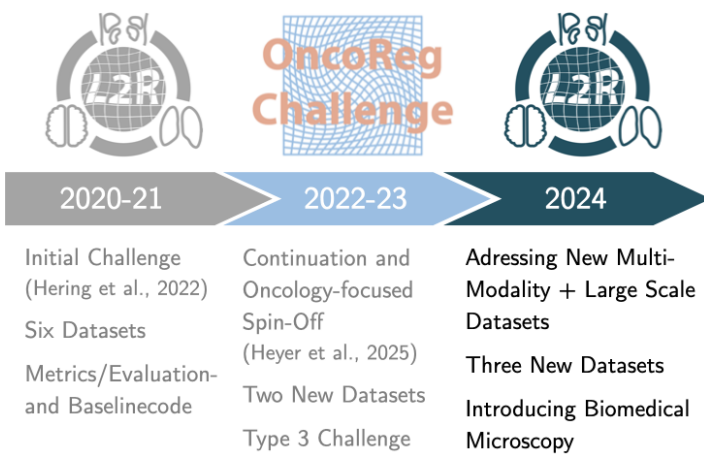 L2R
OncoReg
Challenge
L2R
2020-21
2022-23
2024
Initial Challenge
(Hering et al., 2022)
Six Datasets
Metrics/Evaluation-
and Baselinecode
Continuation and
Oncology-focused
Spin-Off
(Heyer et al., 2025)
Two New Datasets
Type 3 Challenge
Adressing New Multi-
Modality + Large Scale
Datasets
Three New Datasets
Introducing Biomedical
Microscopy